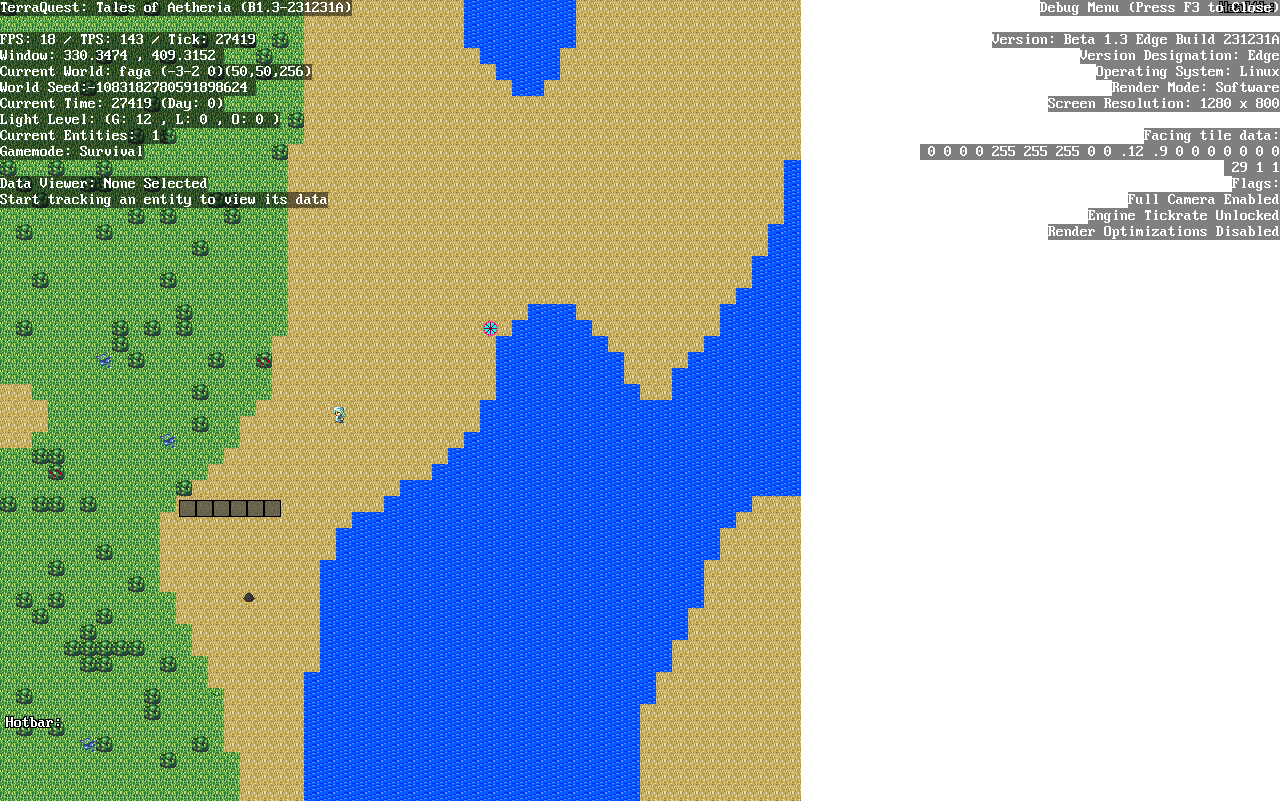 TerraQuest: Tales of Aetheria (B1.3-231231A)
FPS: 18 / TPS: 143 / Tick: 27419
Window: 330.3474 , 409.3152
Current World: faga (-3-2 0)(50,50,256)
World Seed:-1083182780591898624
Current Time: 27419 (Day: 0)
Light Level: (G: 12 , L: 0 , O: 0 )
Current Entities: 1
Gamemode: Survival
Data Viewer: None Selected
Start tracking an entity to view its data
Hotbar:
Debug Menu (Press F3 to Close)
Version: Beta 1.3 Edge Build 231231A
Version Designation: Edge
Operating System: Linux
Render Mode: Software
Screen Resolution: 1280 x 800
Facing tile data:
0 0 0 0 255 255 255 0 0 .12 .9 0 0 0 0 0 0 0
29 1 1
Flags:
Full Camera Enabled
Engine Tickrate Unlocked
Render Optimizations Disabled